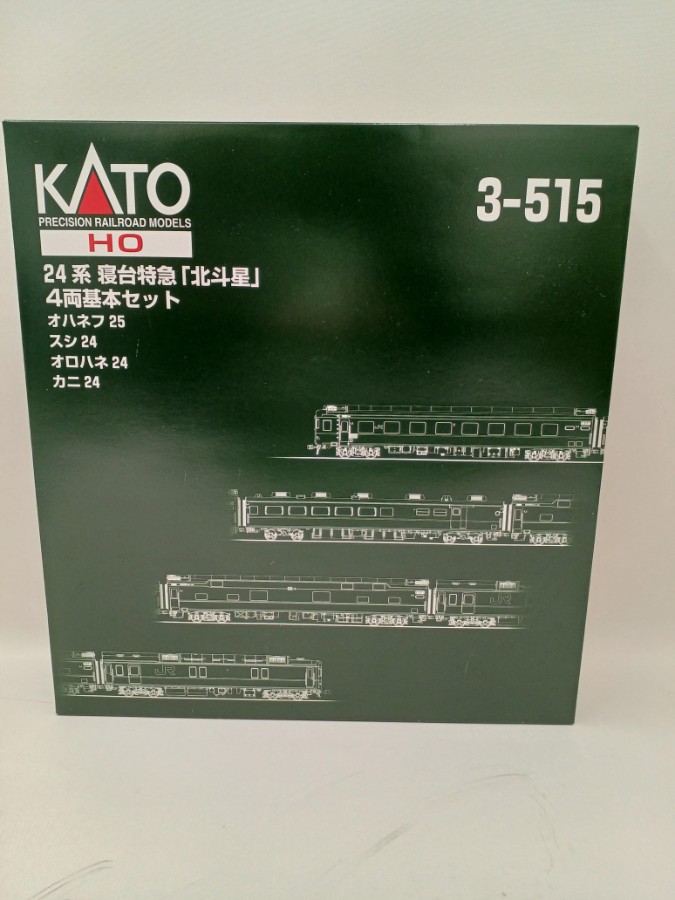 KATO
PRECISION RAILROAD MODELS
HO
3-515
24系 寝台特急「北斗星」
4両基本セット
オハネフ 25
スシ 24
オロハネ 24
カニ 24
JR
JR